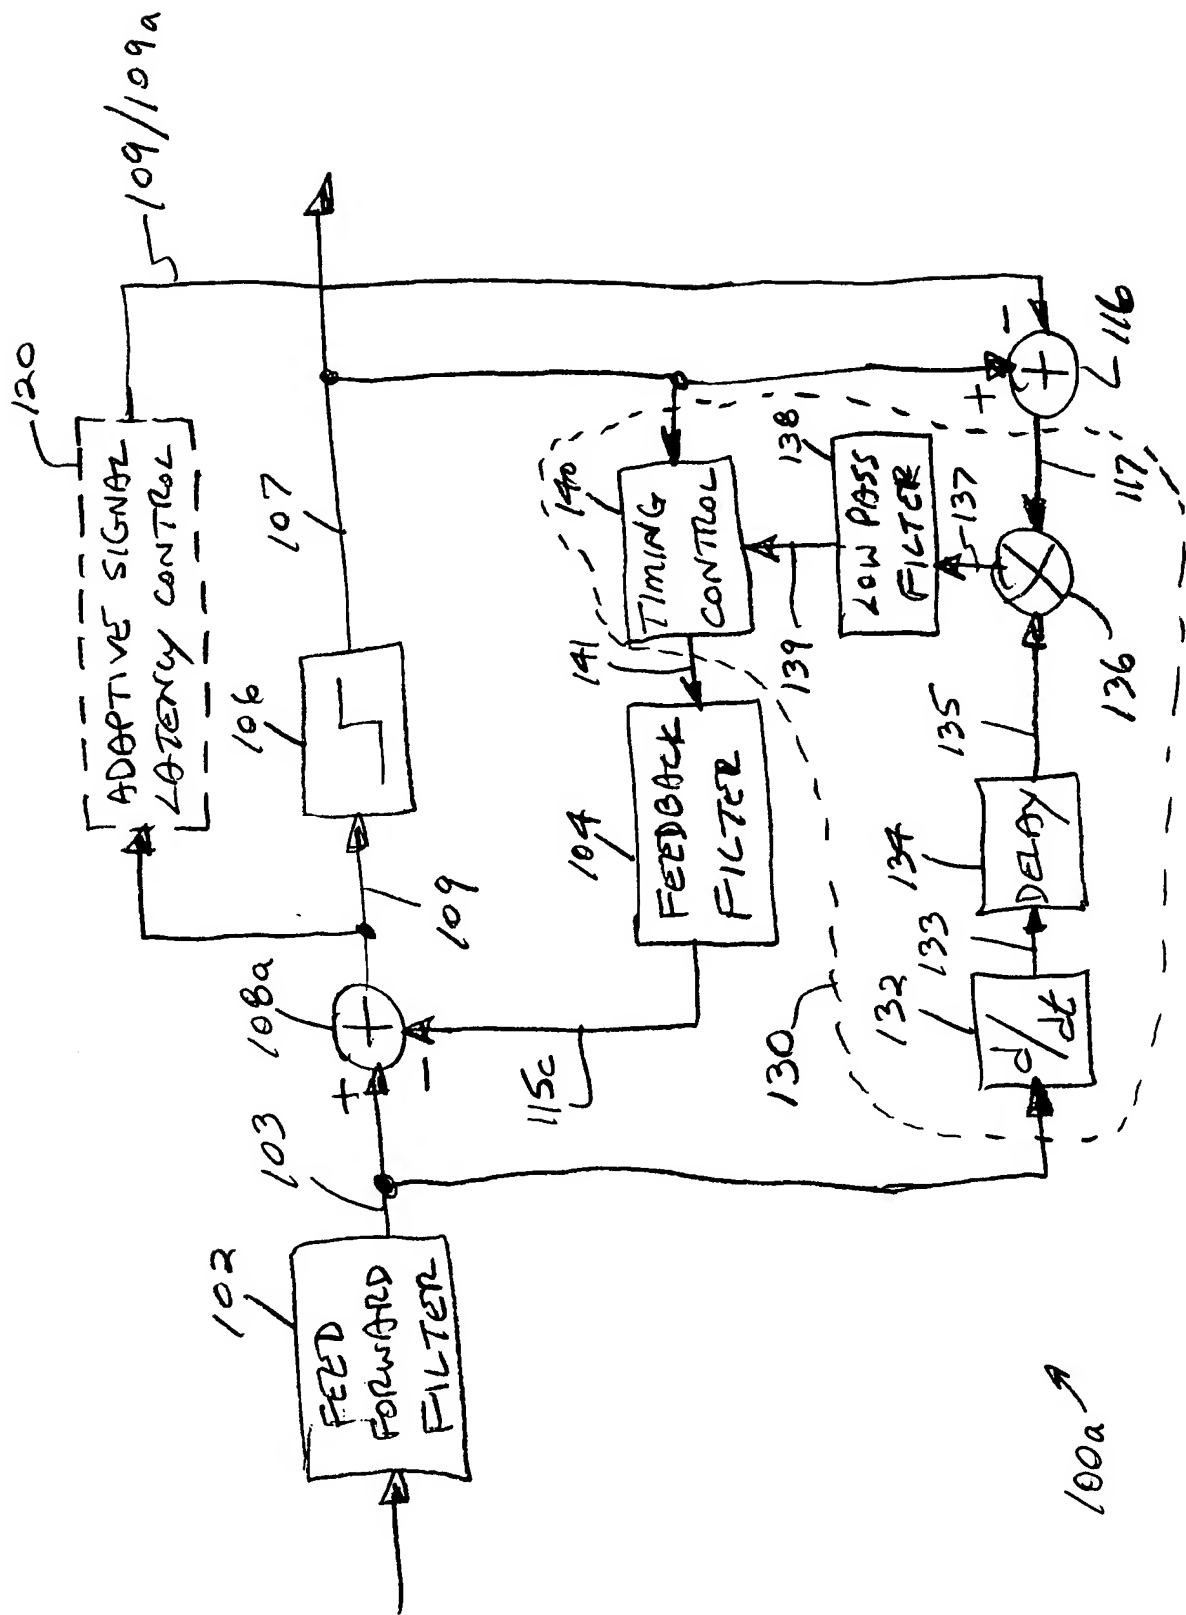 120
ADAPTIVE SIGNAL
LATENCY CONTROL
109/109a
102
FEED
FORWARD
FILTER
103
+
-
108a
+
109
106
107
115c
104
FEEDBACK
FILTER
141
140
TIMING
CONTROL
139
138
LOW PASS
FILTER
137
130
132
d/dt
133
134
DELAY
135
136
117
+
-
+
116
100a